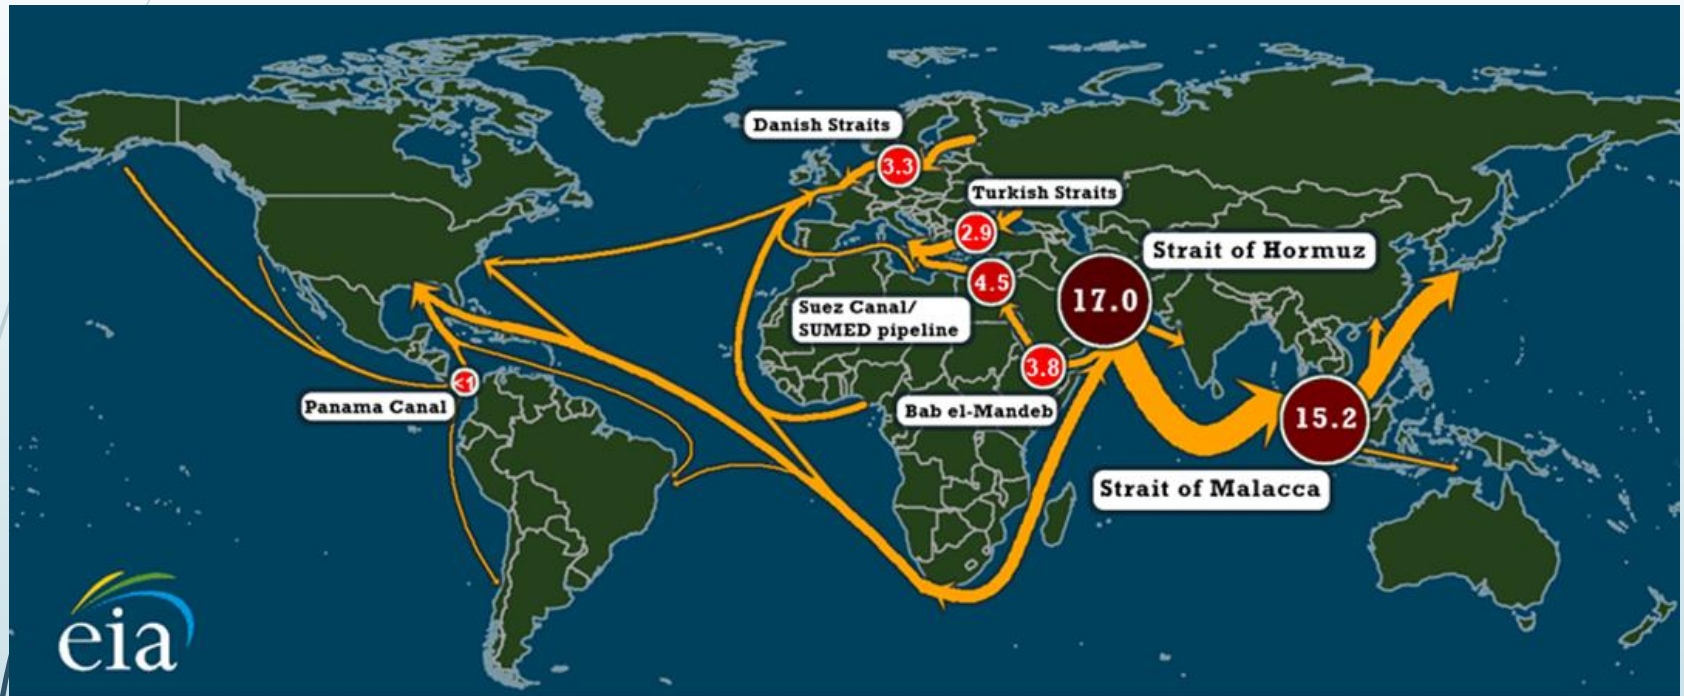 Danish Straits
3.3
Turkish Straits
2.9
Strait of Hormuz
17.0
4.5
Suez Canal/
SUMED pipeline
3.8
<1
Panama Canal
Bab el-Mandeb
15.2
Strait of Malacca
eia